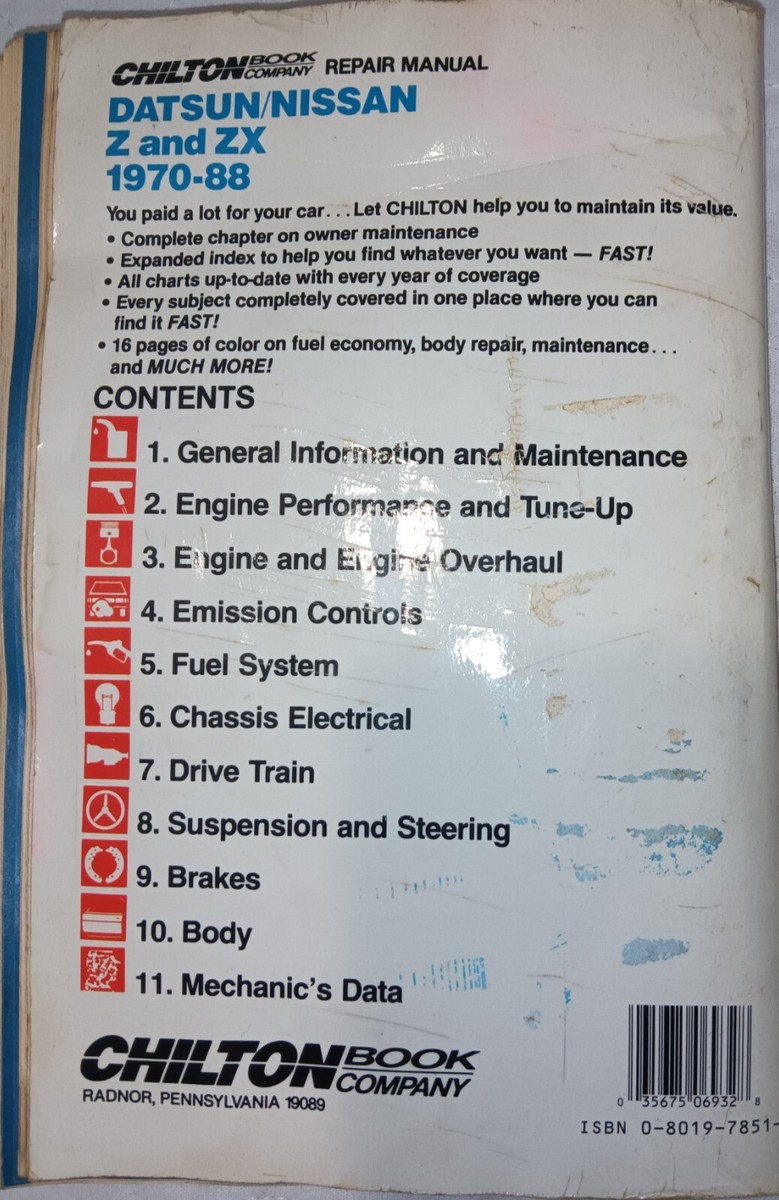 CHILTON BOOK COMPANY REPAIR MANUAL
DATSUN/NISSAN
Z and ZX
1970-88
You paid a lot for your car...Let CHILTON help you to maintain its value.
• Complete chapter on owner maintenance
• Expanded index to help you find whatever you want — FAST!
• All charts up-to-date with every year of coverage
• Every subject completely covered in one place where you can
find it FAST!
• 16 pages of color on fuel economy, body repair, maintenance...
and MUCH MORE!
CONTENTS
1. General Information and Maintenance
2. Engine Performance and Tune-Up
3. Engine and Engine Overhaul
4. Emission Controls
5. Fuel System
6. Chassis Electrical
7. Drive Train
8. Suspension and Steering
9. Brakes
10. Body
11. Mechanic's Data
CHILTON BOOK COMPANY
RADNOR, PENNSYLVANIA 19089
0 35675 06932 8
ISBN 0-8019-7851-